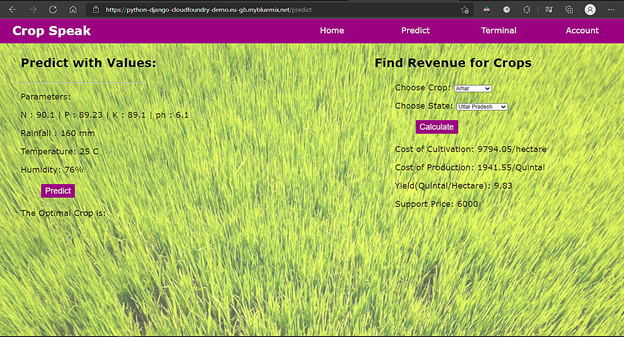 https://python-django-cloudfoundry-demo.eu-gb.mybluemix.net/predict
Crop Speak
Home
Predict
Terminal
Account
Predict with Values:
Parameters:
N : 90.1 | P : 89.23 | K : 89.1 | ph : 6.1
Rainfall : 160 mm
Temperature: 25 C
Humidity: 76%
Predict
The Optimal Crop is:
Find Revenue for Crops
Choose Crop: Arhar
Choose State: Uttar Pradesh
Calculate
Cost of Cultivation: 9794.05/hectare
Cost of Production: 1941.55/Quintal
Yield(Quintal/Hectare): 9.83
Support Price: 6000